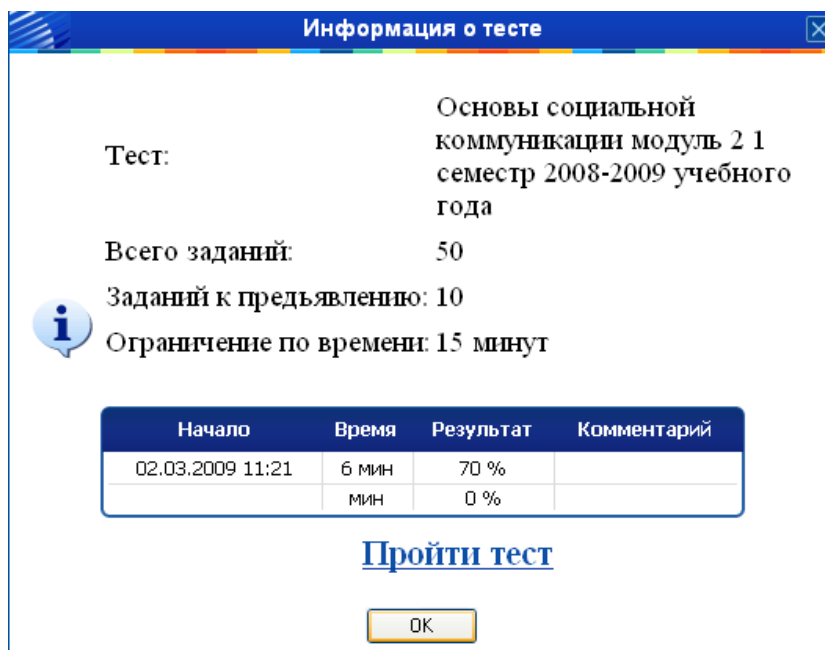 Информация о тесте
Основы социальной
коммуникации модуль 2 1
Тест:
семестр 2008-2009 учебного
года
Всего заданий: 50
Заданий к предьявлению: 10
Ограничение по времени: 15 минут
Начало Время Результат Комментарий
02.03.2009 11:21 6 мин 70 %
мин 0 %
Пройти тест
OK